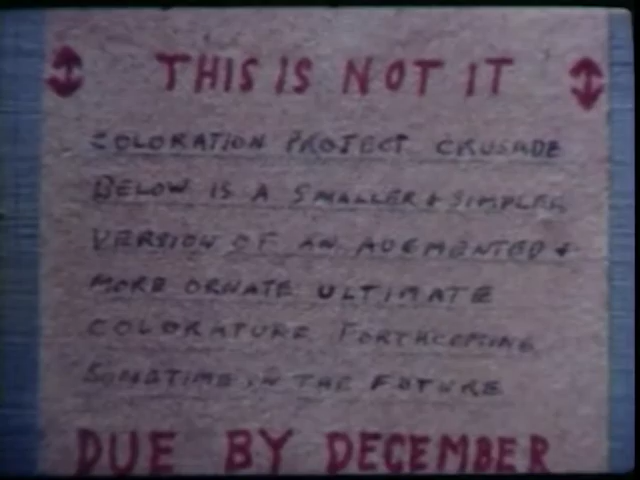 THIS IS NOT IT
COLORATION PROJECT CRUSADE
BELOW IS A SMALLER & SIMPLER
VERSION OF AN AUGMENTED &
MORE ORNATE ULTIMATE
COLORATURE FORTHCOMING
SOMETIME IN THE FUTURE
DUE BY DECEMBER